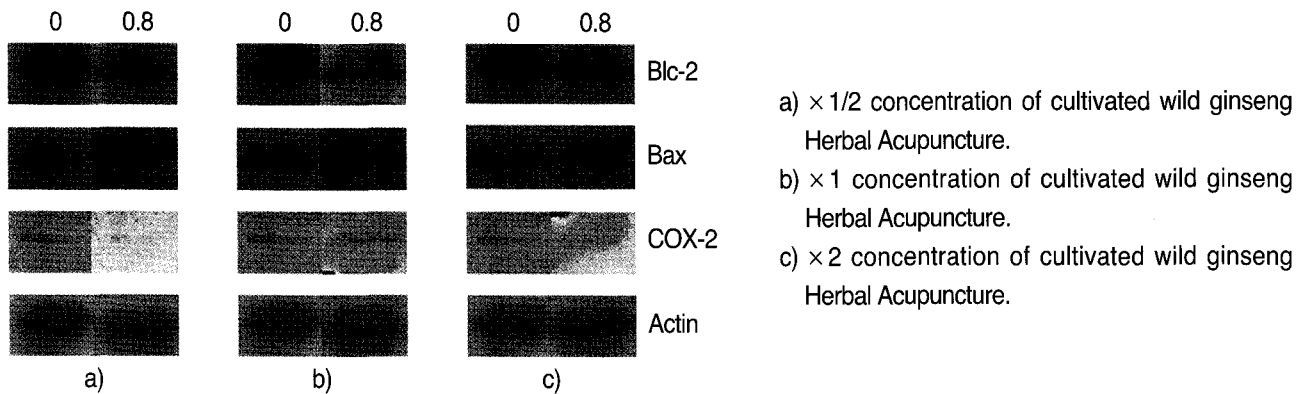 0 0.8 0 0.8 0 0.8
Blc-2
Bax
COX-2
Actin
a) b) c)
a) ×1/2 concentration of cultivated wild ginseng
Herbal Acupuncture.
b) ×1 concentration of cultivated wild ginseng
Herbal Acupuncture.
c) ×2 concentration of cultivated wild ginseng
Herbal Acupuncture.